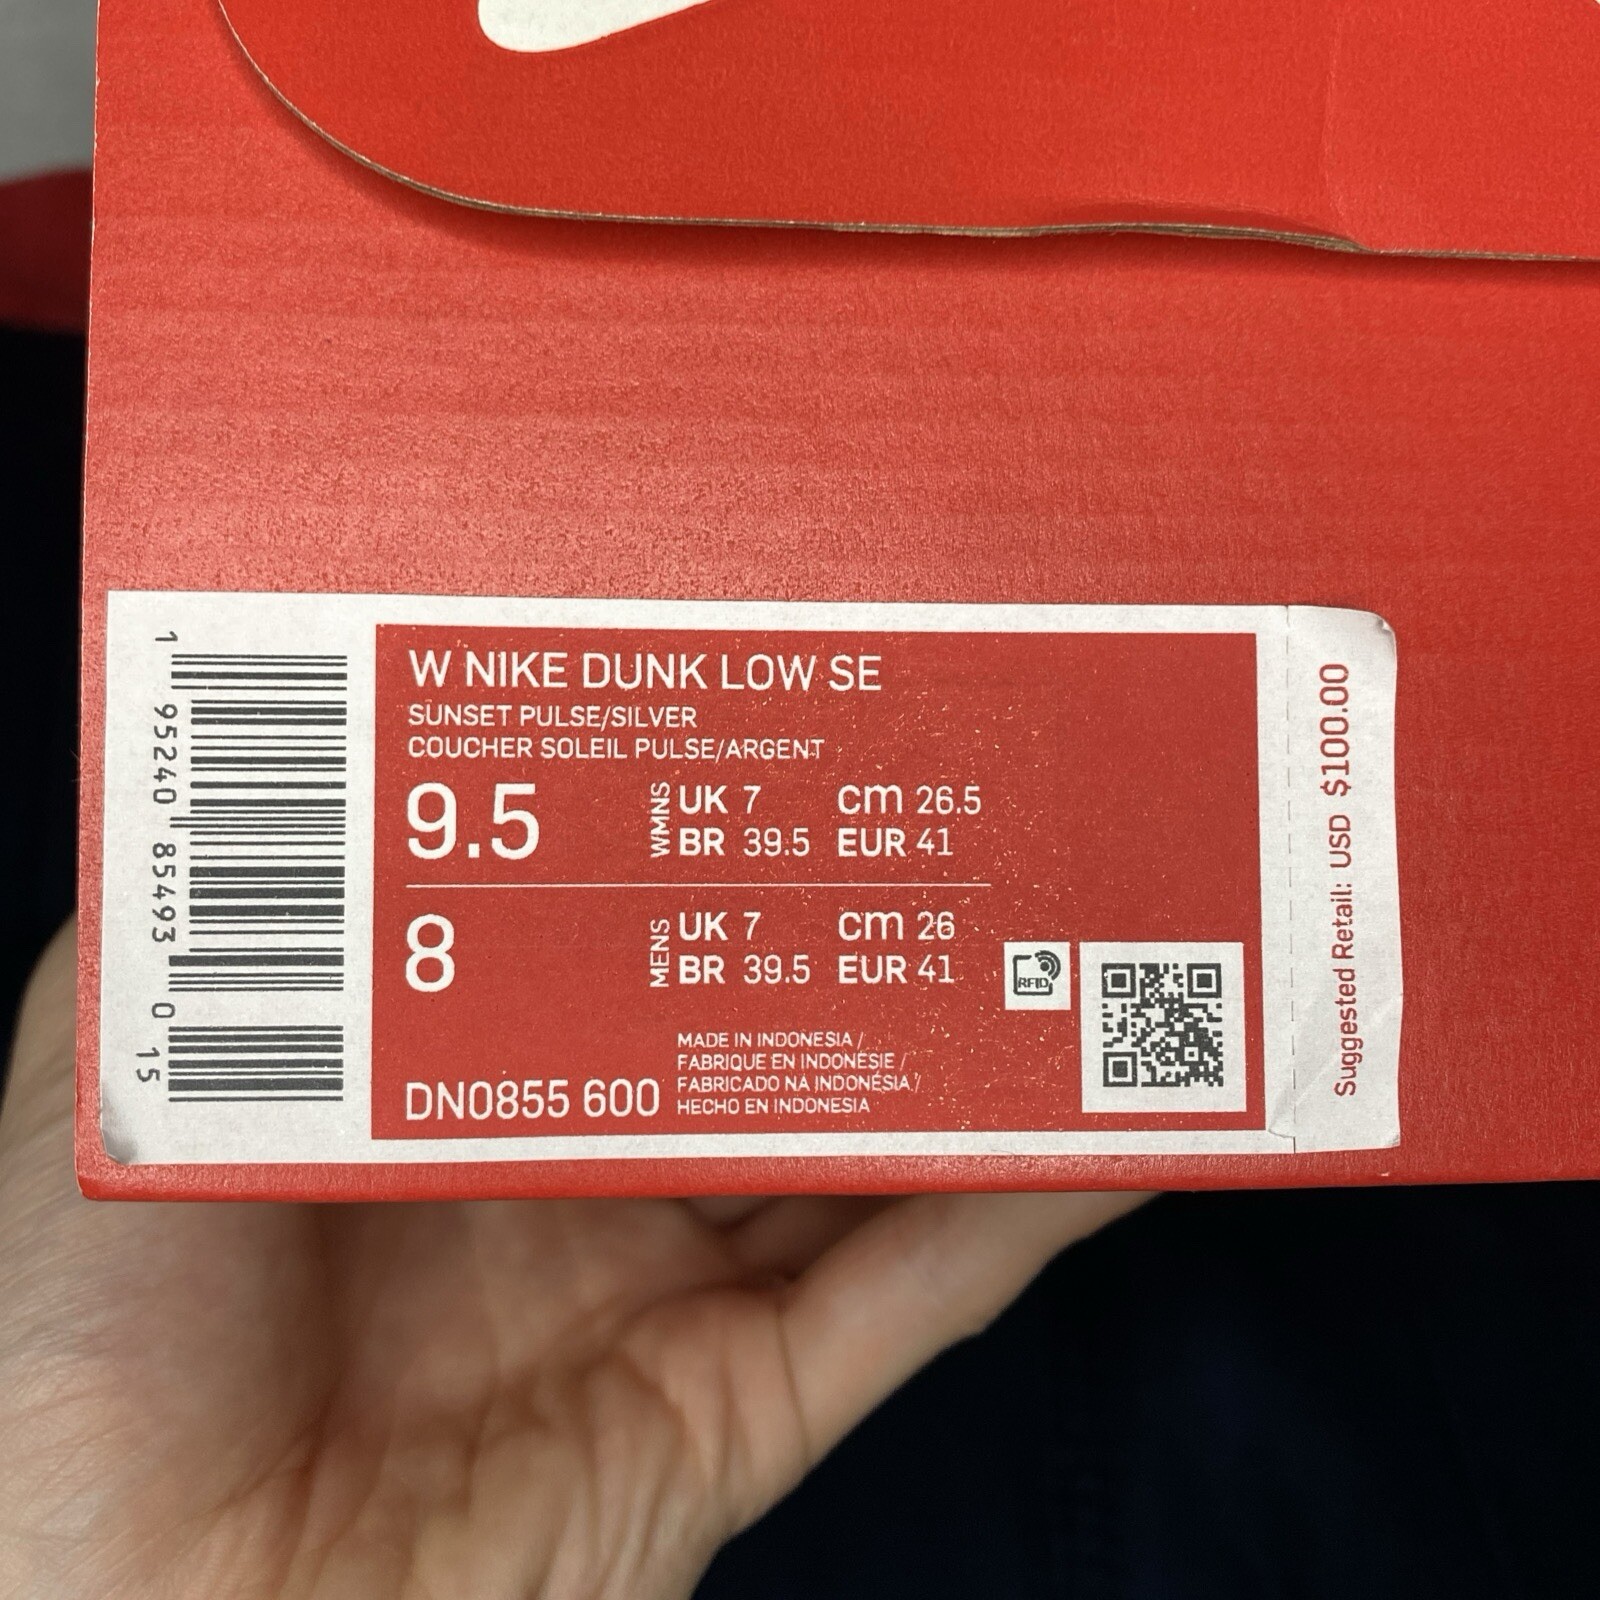 W NIKE DUNK LOW SE
SUNSET PULSE/SILVER
COUCHER SOLEIL PULSE/ARGENT
9.5 WMNS UK 7 cm 26.5
BR 39.5 EUR 41
8 MENS UK 7 cm 26
BR 39.5 EUR 41
MADE IN INDONESIA /
FABRIQUE EN INDONÉSIE /
FABRICADO NA INDONÉSIA /
HECHO EN INDONESIA
DN0855 600
RFID
1 95240 85493 0 15
Suggested Retail: USD $100.00